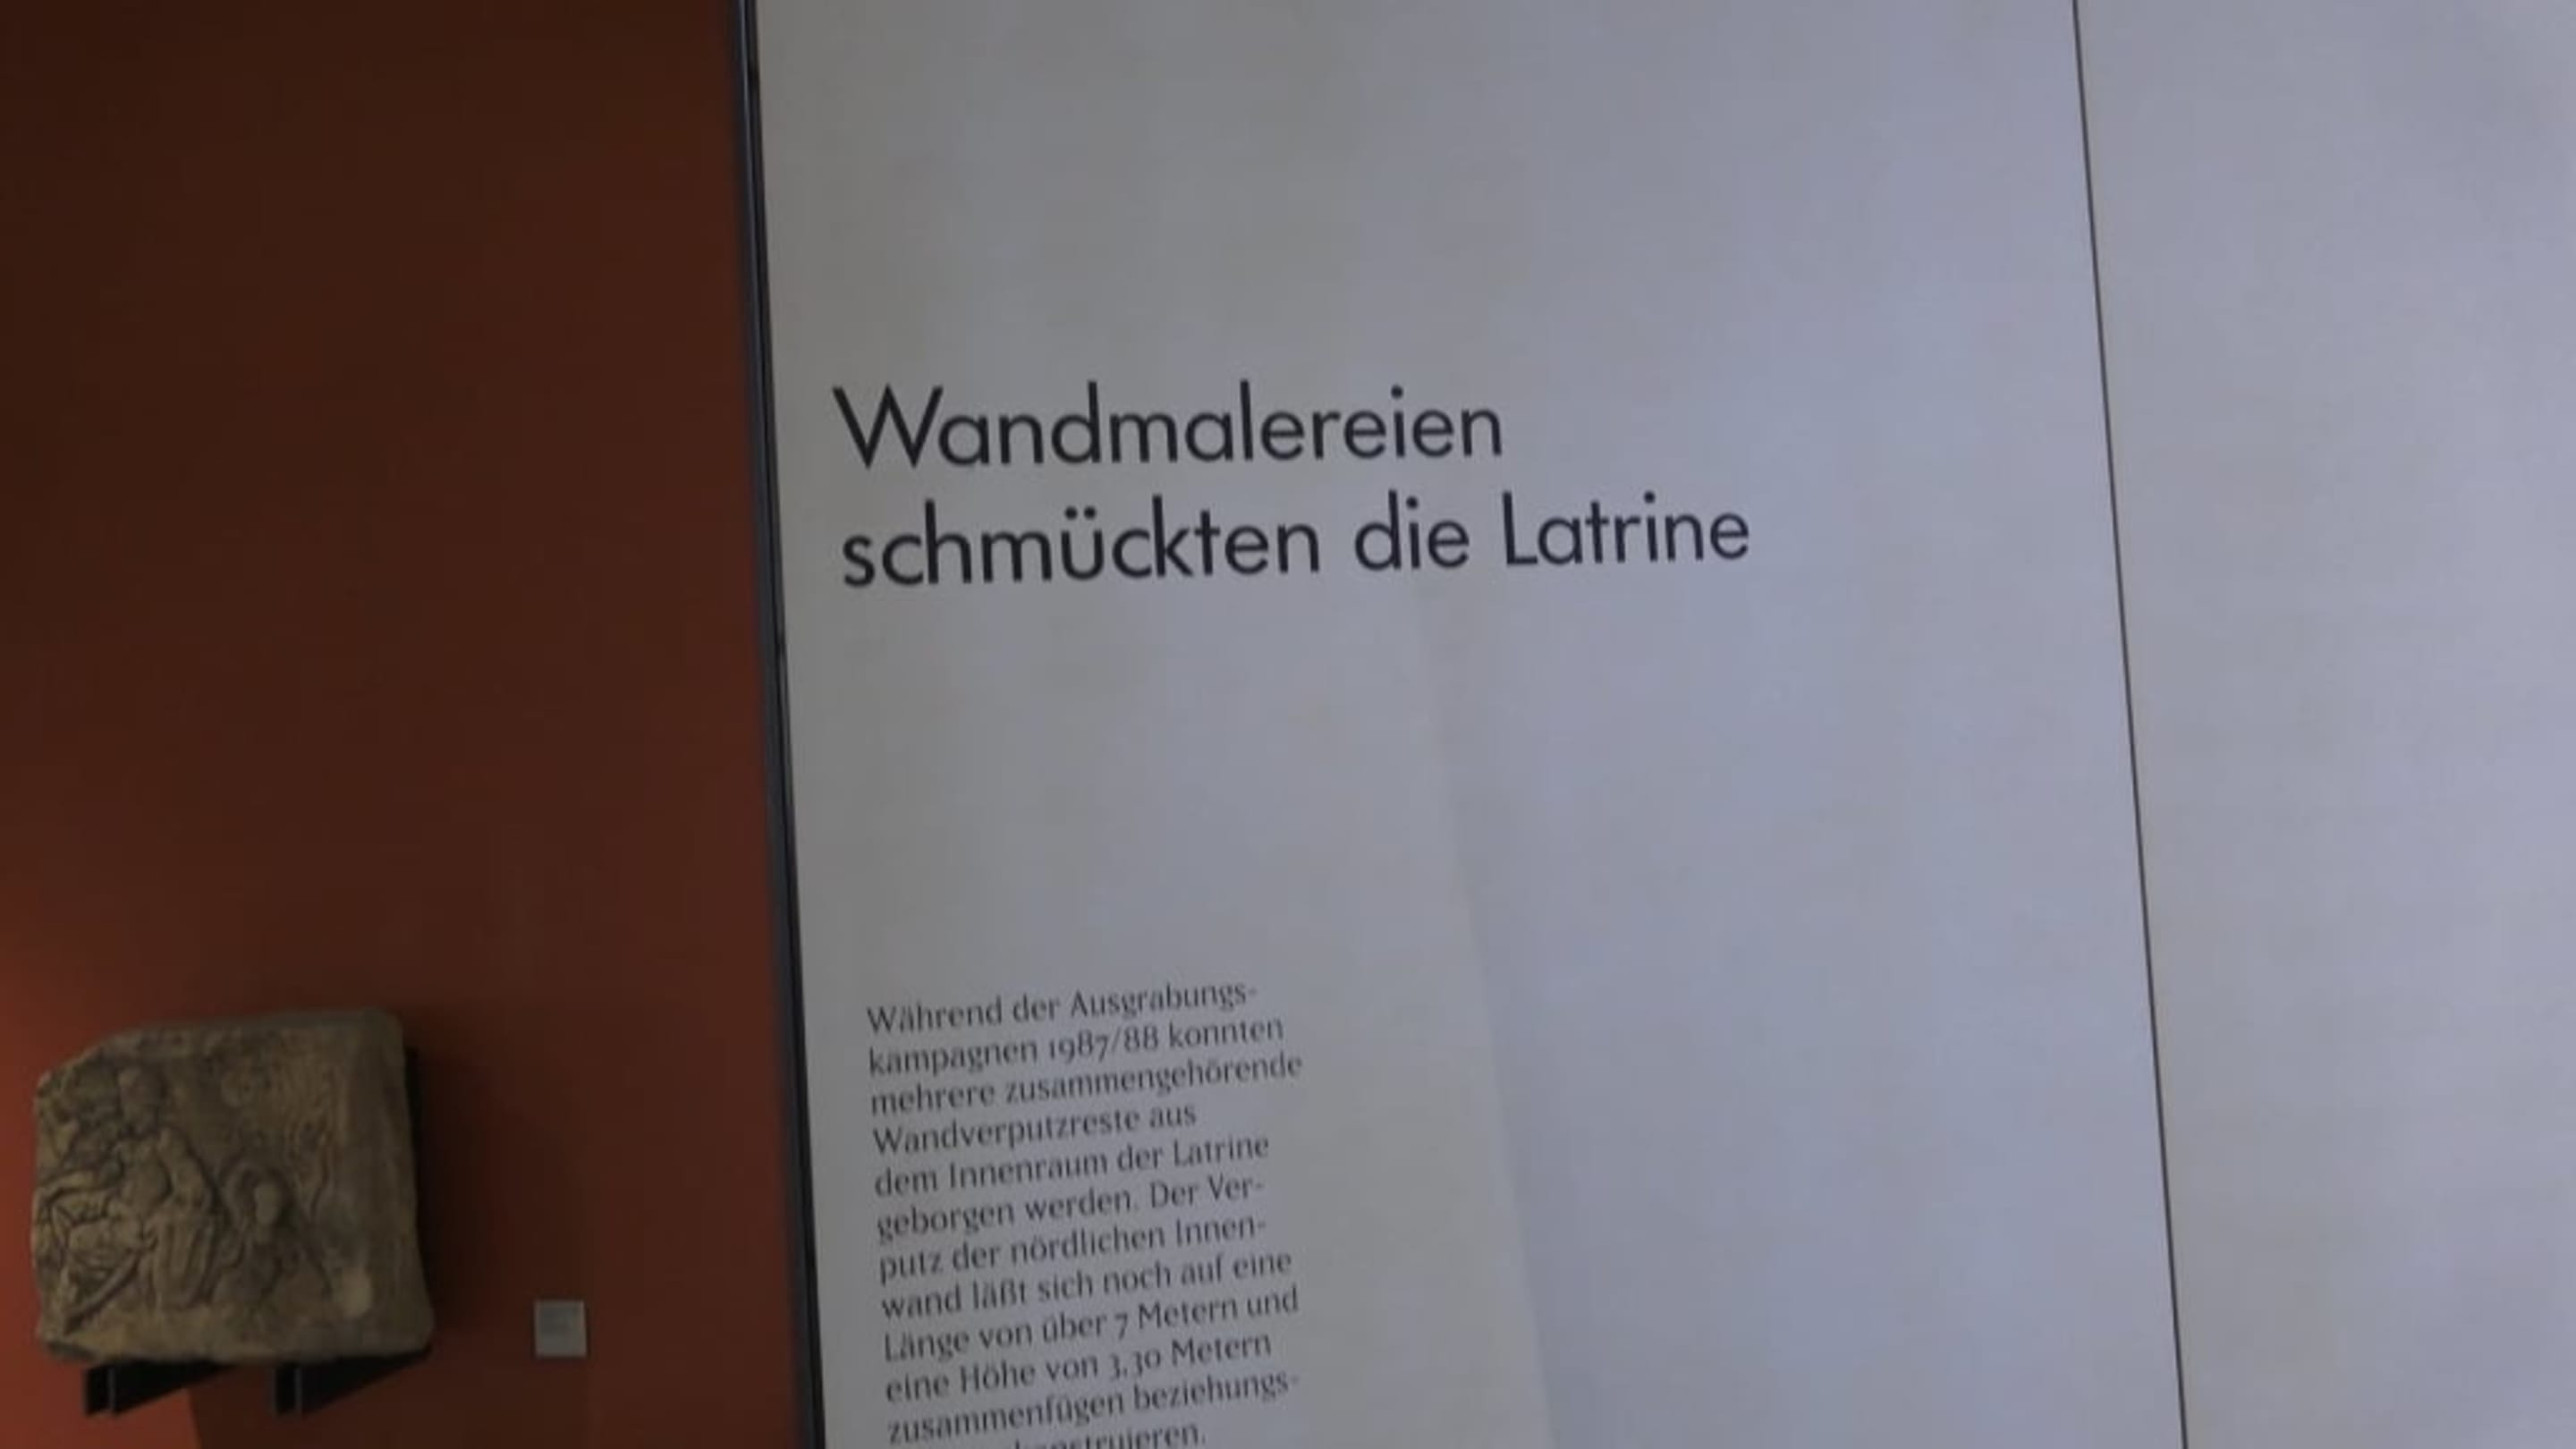 Wandmalereien
schmückten die Latrine
Während der Ausgrabungs-
kampagnen 1987/88 konnten
mehrere zusammengehörende
Wandverputzreste aus
dem Innenraum der Latrine
geborgen werden. Der Ver-
putz der nördlichen Innen-
wand läßt sich noch auf eine
Länge von über 7 Metern und
eine Höhe von 3,30 Metern
zusammenfügen beziehungs-